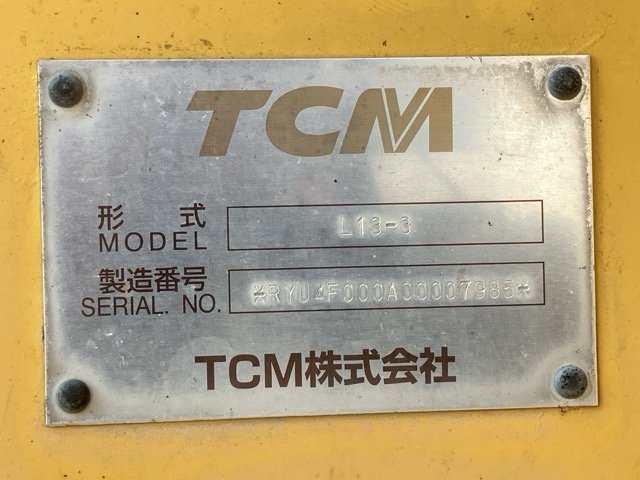 TCM
形 式
MODEL
L13-3
製造番号
SERIAL. NO.
*RYU4F000A00007985*
TCM株式会社